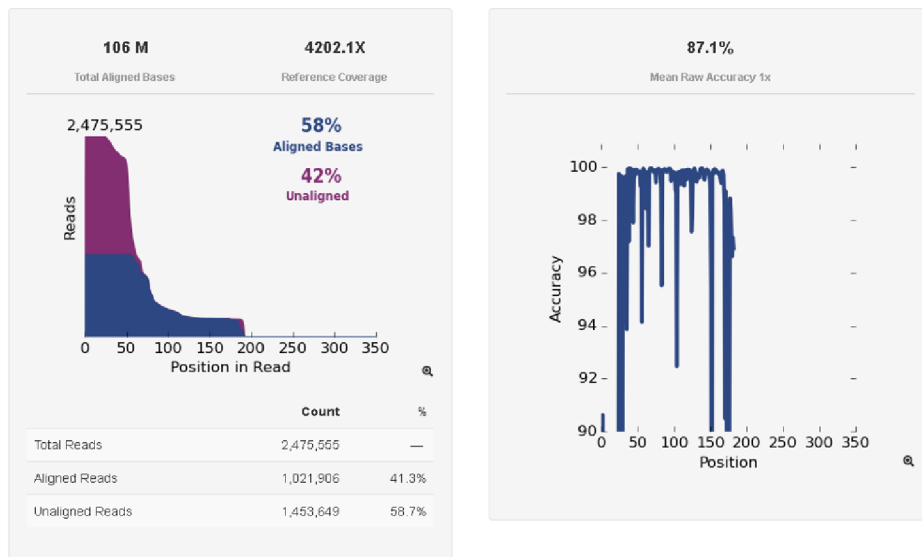 106 M
Total Aligned Bases
4202.1X
Reference Coverage
2,475,555
58%
Aligned Bases
42%
Unaligned
Reads
0 50 100 150 200 250 300 350
Position in Read
Count %
Total Reads 2,475,555 —
Aligned Reads 1,021,906 41.3%
Unaligned Reads 1,453,649 58.7%
87.1%
Mean Raw Accuracy 1x
100
98
96
94
92
90
Accuracy
0 50 100 150 200 250 300 350
Position